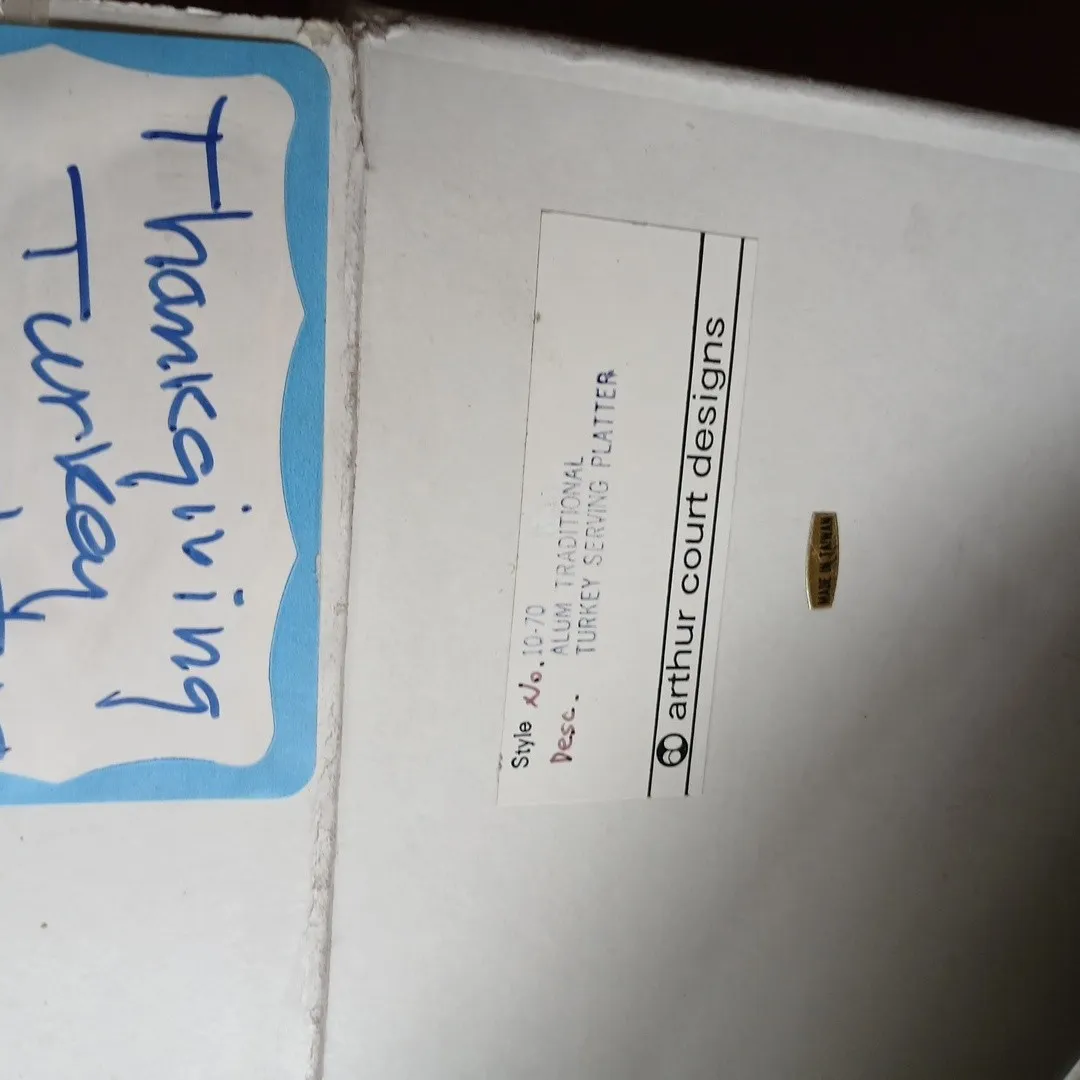 Thanksgiving
Turkey
Style No. 10-70
Desc. ALUM TRADITIONAL
TURKEY SERVING PLATTER
arthur court designs
MADE IN TAIWAN